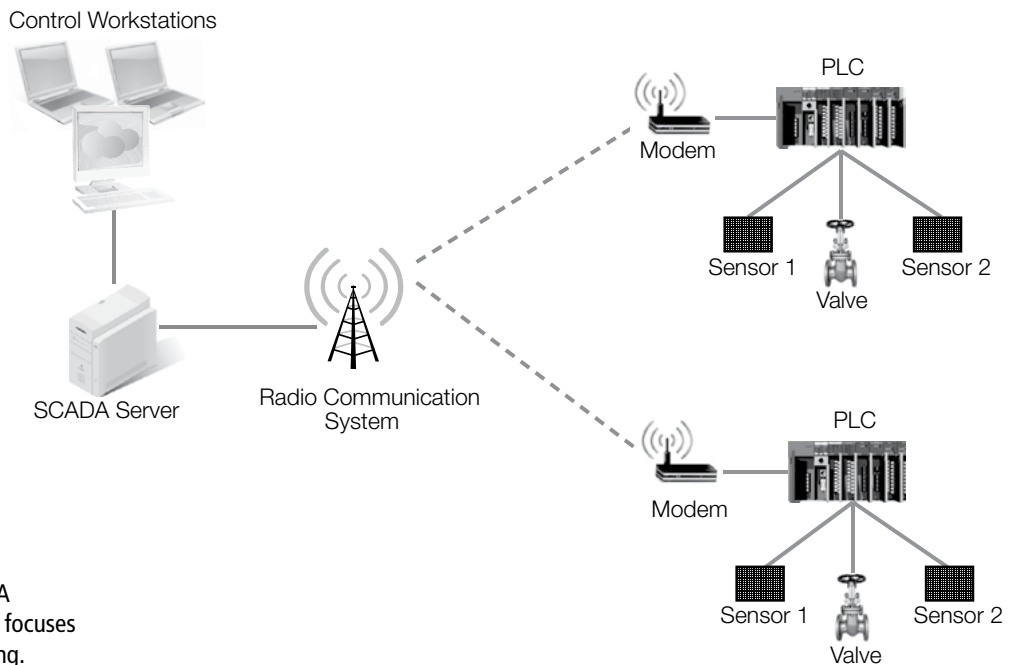 Control Workstations
PLC
Modem
Sensor 1
Sensor 2
Valve
SCADA Server
Radio Communication
System
PLC
Modem
Sensor 1
Sensor 2
Valve
A
focuses
ng.